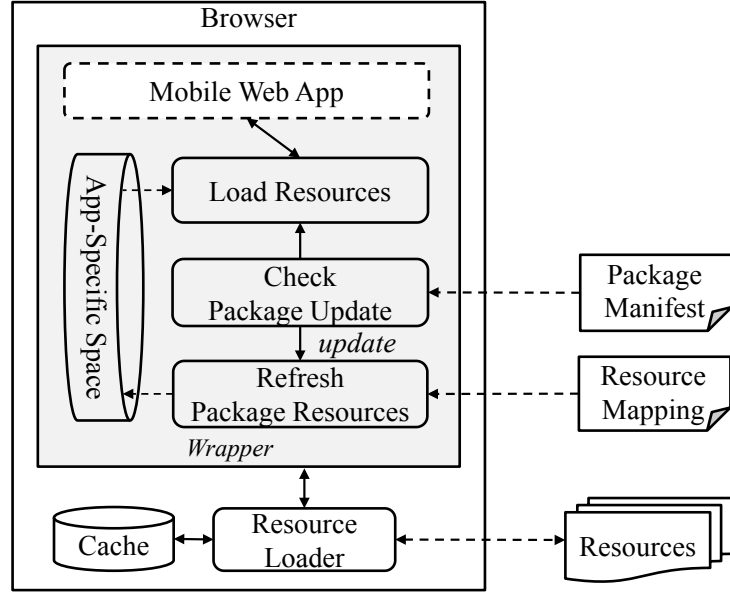 Browser
Mobile Web App
App-Specific Space
Load Resources
Check
Package Update
Package
Manifest
update
Refresh
Package Resources
Resource
Mapping
Wrapper
Cache
Resource
Loader
Resources